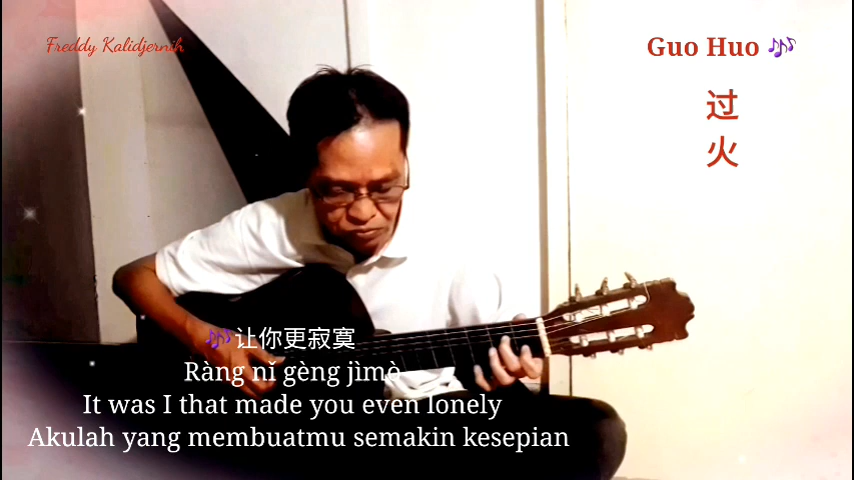 Freddy Kalidjernih
Guo Huo
过
火
让你更寂寞
Ràng nǐ gèng jìmò
It was I that made you even lonely
Akulah yang membuatmu semakin kesepian